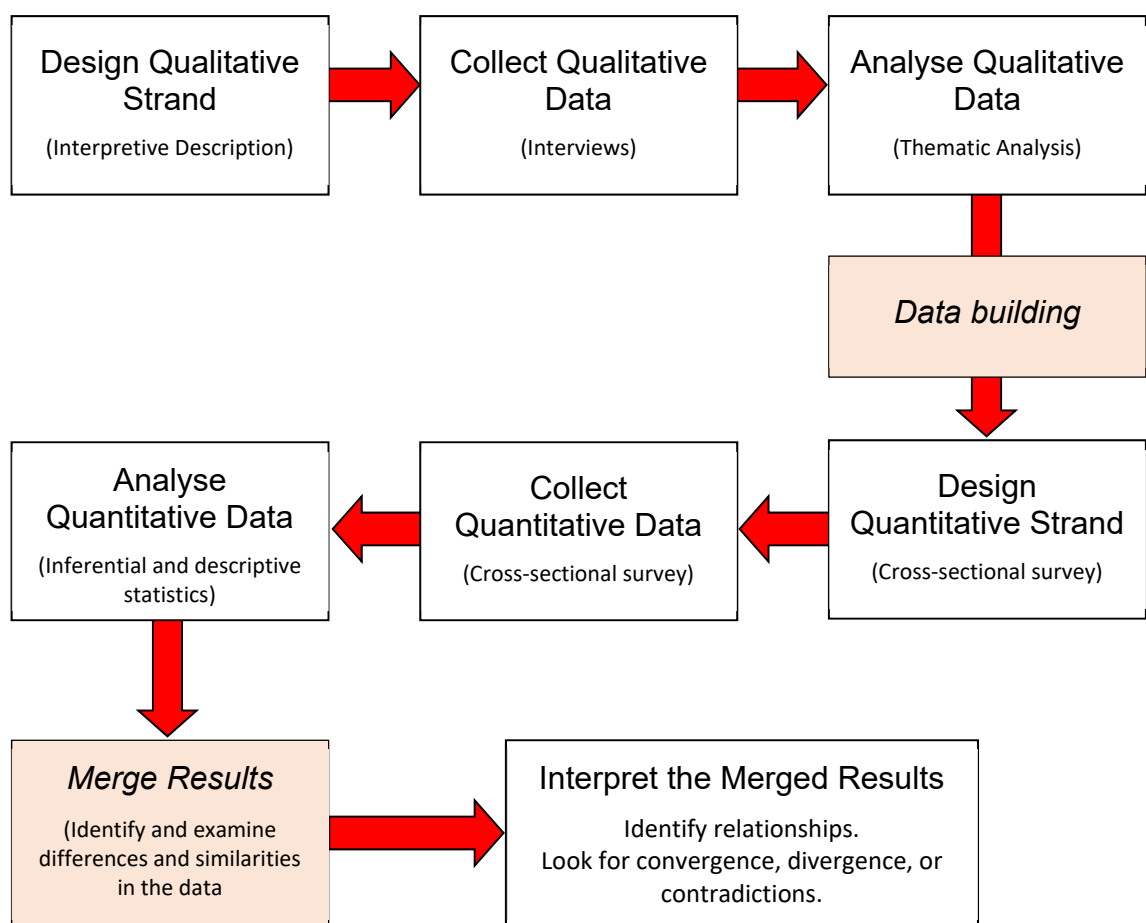 Design Qualitative
Strand
(Interpretive Description)
Collect Qualitative
Data
(Interviews)
Analyse Qualitative
Data
(Thematic Analysis)
Data building
Design
Quantitative Strand
(Cross-sectional survey)
Collect
Quantitative Data
(Cross-sectional survey)
Analyse
Quantitative Data
(Inferential and descriptive
statistics)
Merge Results
(Identify and examine
differences and similarities
in the data
Interpret the Merged Results
Identify relationships.
Look for convergence, divergence, or
contradictions.